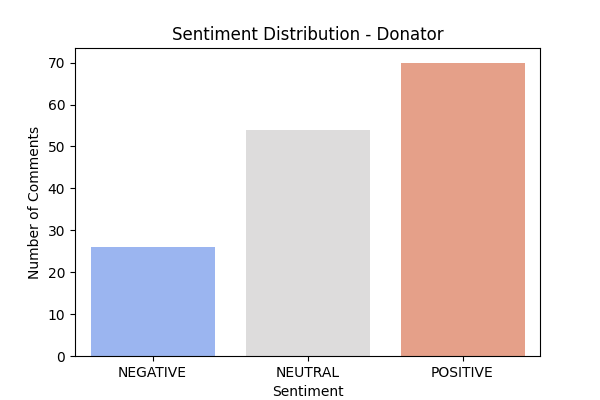 Sentiment Distribution - Donator
Number of Comments
70
60
50
40
30
20
10
0
NEGATIVE NEUTRAL POSITIVE
Sentiment